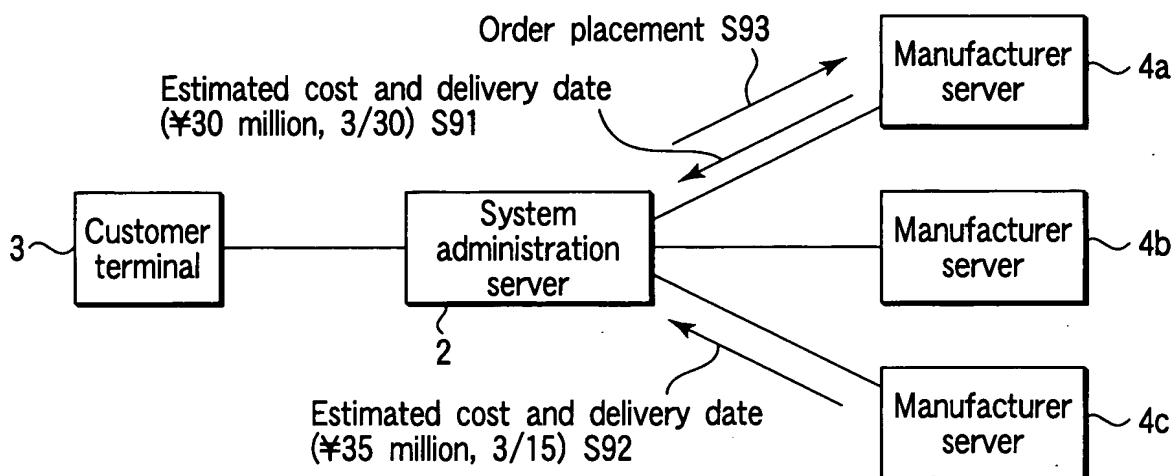 Order placement S93
Estimated cost and delivery date
(¥30 million, 3/30) S91
Manufacturer
server
4a
3
Customer
terminal
System
administration
server
2
Manufacturer
server
4b
Estimated cost and delivery date
(¥35 million, 3/15) S92
Manufacturer
server
4c